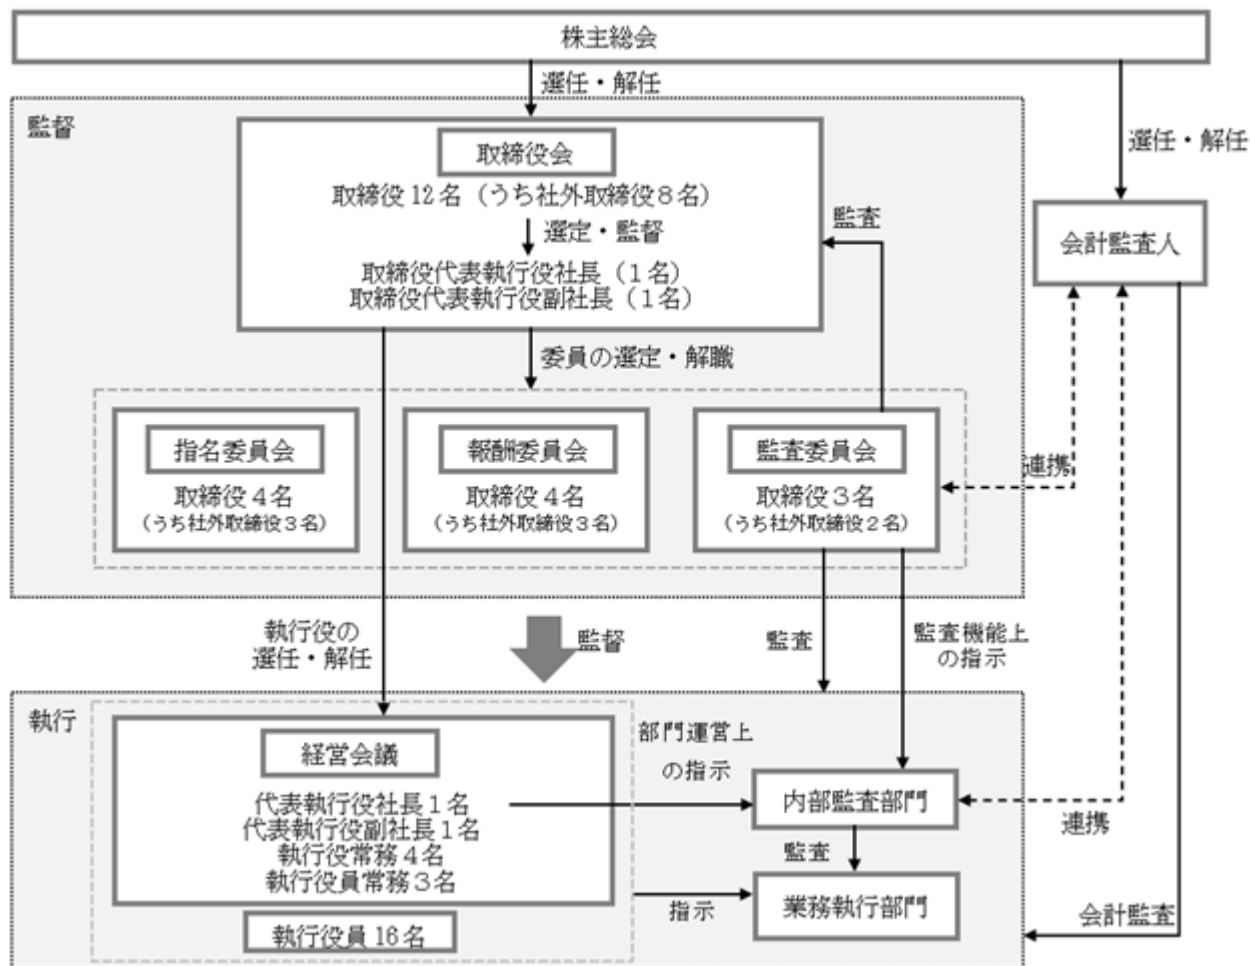 株主総会
選任・解任
選任・解任
監督
取締役会
取締役12名（うち社外取締役８名）
選定・監督
取締役代表執行役社長（１名）
取締役代表執行役副社長（１名）
監査
会計監査人
委員の選定・解職
指名委員会
取締役４名
（うち社外取締役３名）
報酬委員会
取締役４名
（うち社外取締役３名）
監査委員会
取締役３名
（うち社外取締役２名）
連携
執行役の
選任・解任
監督
監査
監査機能上
の指示
執行
経営会議
代表執行役社長１名
代表執行役副社長１名
執行役常務４名
執行役員常務３名
執行役員16名
部門運営上
の指示
内部監査部門
連携
監査
指示
業務執行部門
会計監査